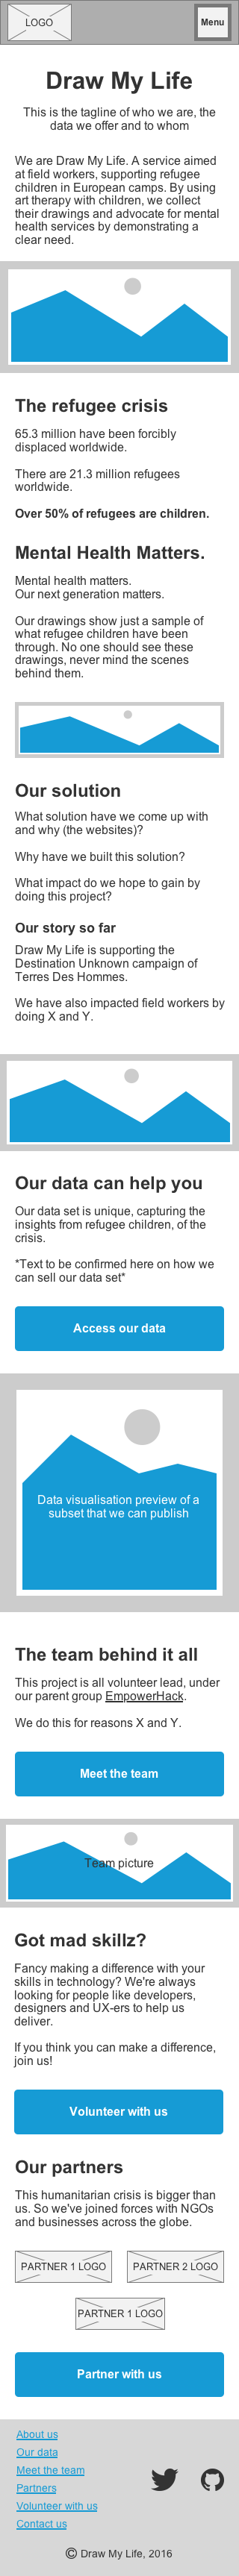 LOGO
Menu
Draw My Life
This is the tagline of who we are, the
data we offer and to whom
We are Draw My Life. A service aimed
at field workers, supporting refugee
children in European camps. By using
art therapy with children, we collect
their drawings and advocate for mental
health services by demonstrating a
clear need.
The refugee crisis
65.3 million have been forcibly
displaced worldwide.
There are 21.3 million refugees
worldwide.
Over 50% of refugees are children.
Mental Health Matters.
Mental health matters.
Our next generation matters.
Our drawings show just a sample of
what refugee children have been
through. No one should see these
drawings, never mind the scenes
behind them.
Our solution
What solution have we come up with
and why (the websites)?
Why have we built this solution?
What impact do we hope to gain by
doing this project?
Our story so far
Draw My Life is supporting the
Destination Unknown campaign of
Terres Des Hommes.
We have also impacted field workers by
doing X and Y.
Our data can help you
Our data set is unique, capturing the
insights from refugee children, of the
crisis.
*Text to be confirmed here on how we
can sell our data set*
Access our data
Data visualisation preview of a
subset that we can publish
The team behind it all
This project is all volunteer lead, under
our parent group EmpowerHack.
We do this for reasons X and Y.
Meet the team
Team picture
Got mad skillz?
Fancy making a difference with your
skills in technology? We're always
looking for people like developers,
designers and UX-ers to help us
deliver.
If you think you can make a difference,
join us!
Volunteer with us
Our partners
This humanitarian crisis is bigger than
us. So we've joined forces with NGOs
and businesses across the globe.
PARTNER 1 LOGO PARTNER 2 LOGO
PARTNER 1 LOGO
Partner with us
About us
Our data
Meet the team
Partners
Volunteer with us
Contact us
© Draw My Life, 2016